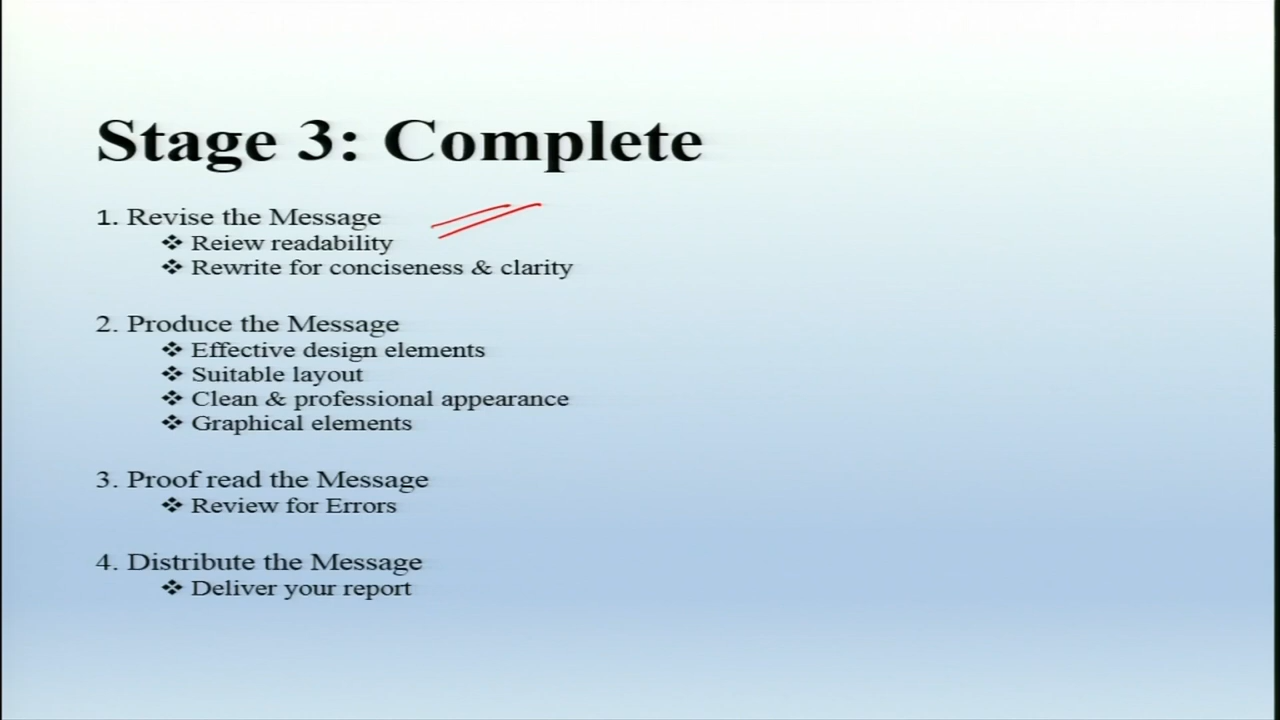 Stage 3: Complete
1. Revise the Message
❖ Reiew readability
❖ Rewrite for conciseness & clarity
2. Produce the Message
❖ Effective design elements
❖ Suitable layout
❖ Clean & professional appearance
❖ Graphical elements
3. Proof read the Message
❖ Review for Errors
4. Distribute the Message
❖ Deliver your report